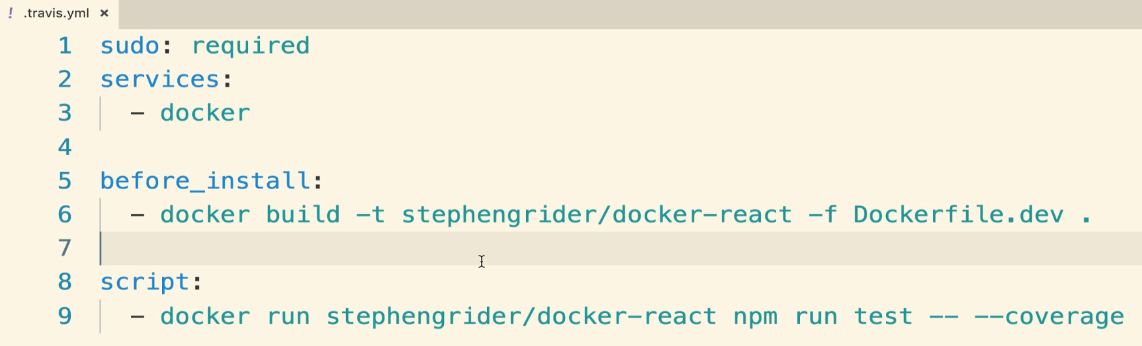 ! .travis.yml ×
1 sudo: required
2 services:
3   - docker
4
5 before_install:
6   - docker build -t stephengrider/docker-react -f Dockerfile.dev .
7
8 script:
9   - docker run stephengrider/docker-react npm run test -- --coverage